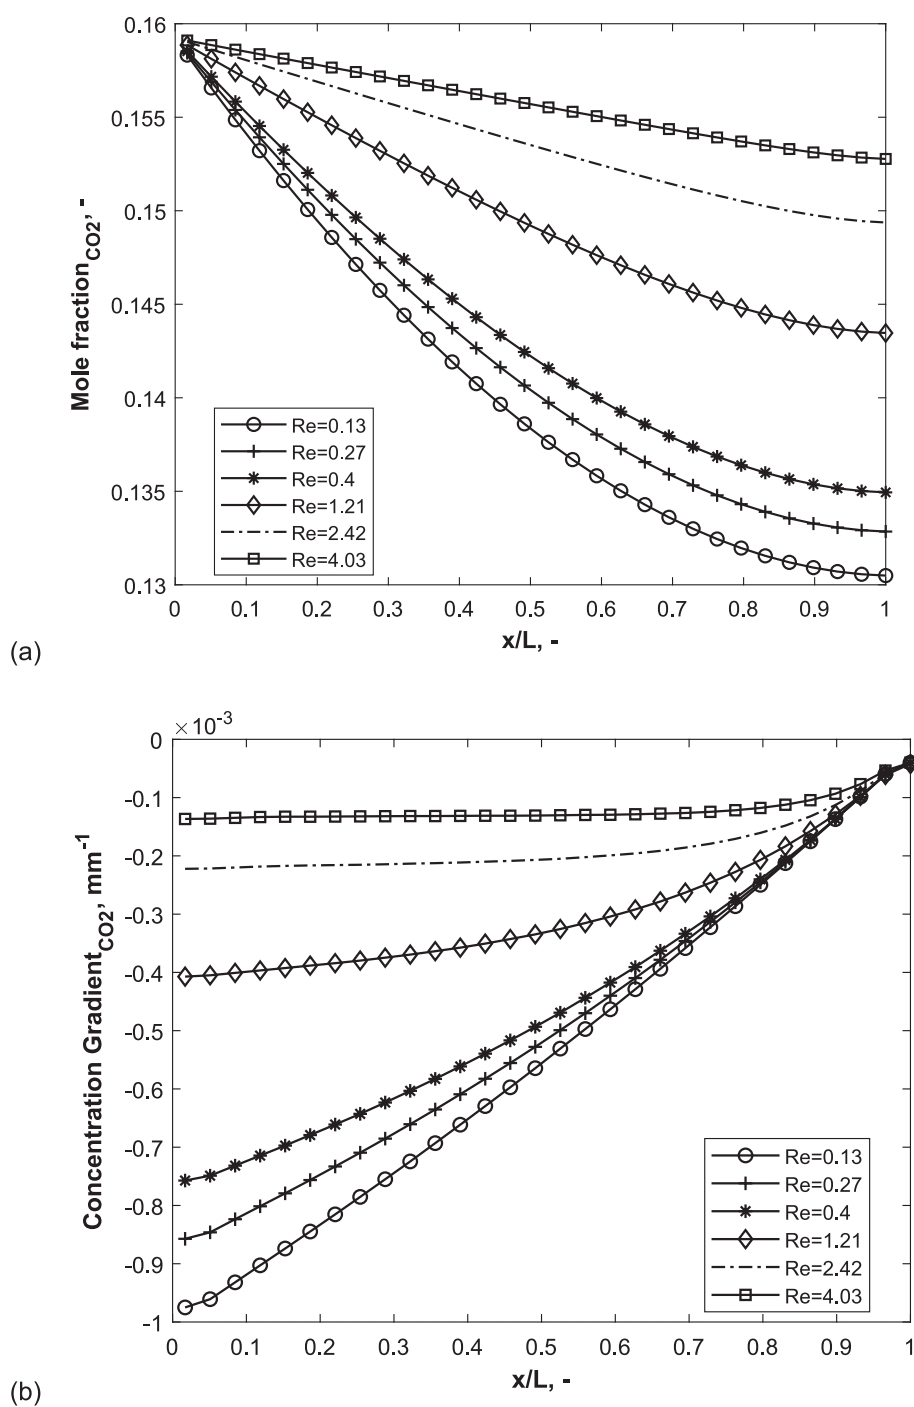 0.16
0.155
0.15
0.145
0.14
0.135
0.13
Mole fraction_CO2, -
Re=0.13
Re=0.27
Re=0.4
Re=1.21
Re=2.42
Re=4.03
0 0.1 0.2 0.3 0.4 0.5 0.6 0.7 0.8 0.9 1
x/L, -
(a)
×10^-3
0
-0.1
-0.2
-0.3
-0.4
-0.5
-0.6
-0.7
-0.8
-0.9
-1
Concentration Gradient_CO2, mm^-1
Re=0.13
Re=0.27
Re=0.4
Re=1.21
Re=2.42
Re=4.03
0 0.1 0.2 0.3 0.4 0.5 0.6 0.7 0.8 0.9 1
x/L, -
(b)